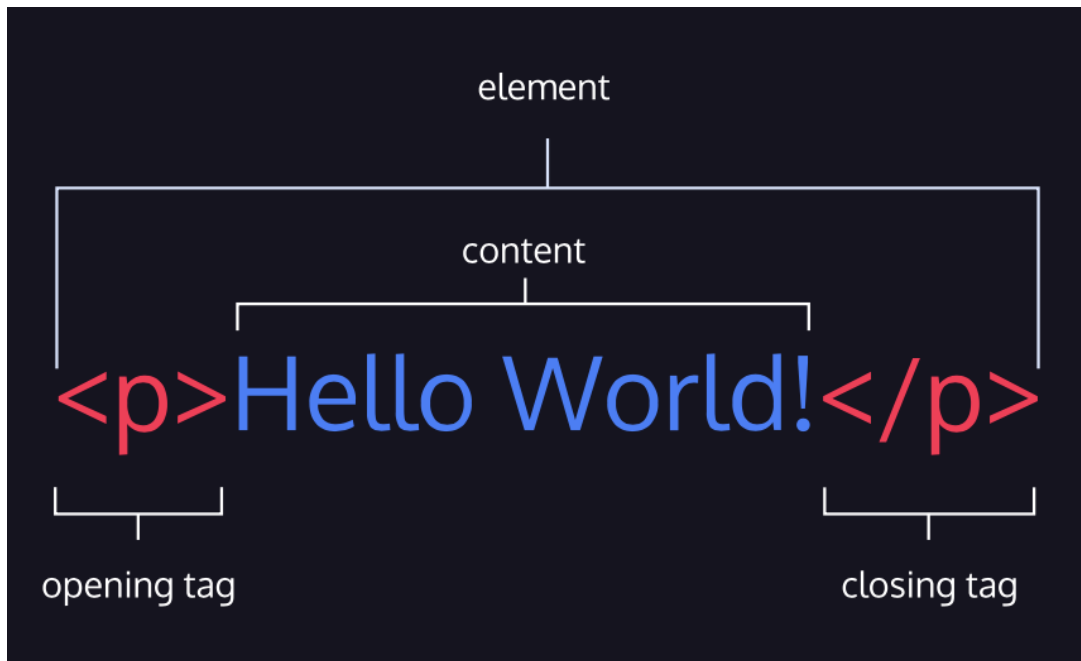 element
content
<p>Hello World!</p>
opening tag
closing tag